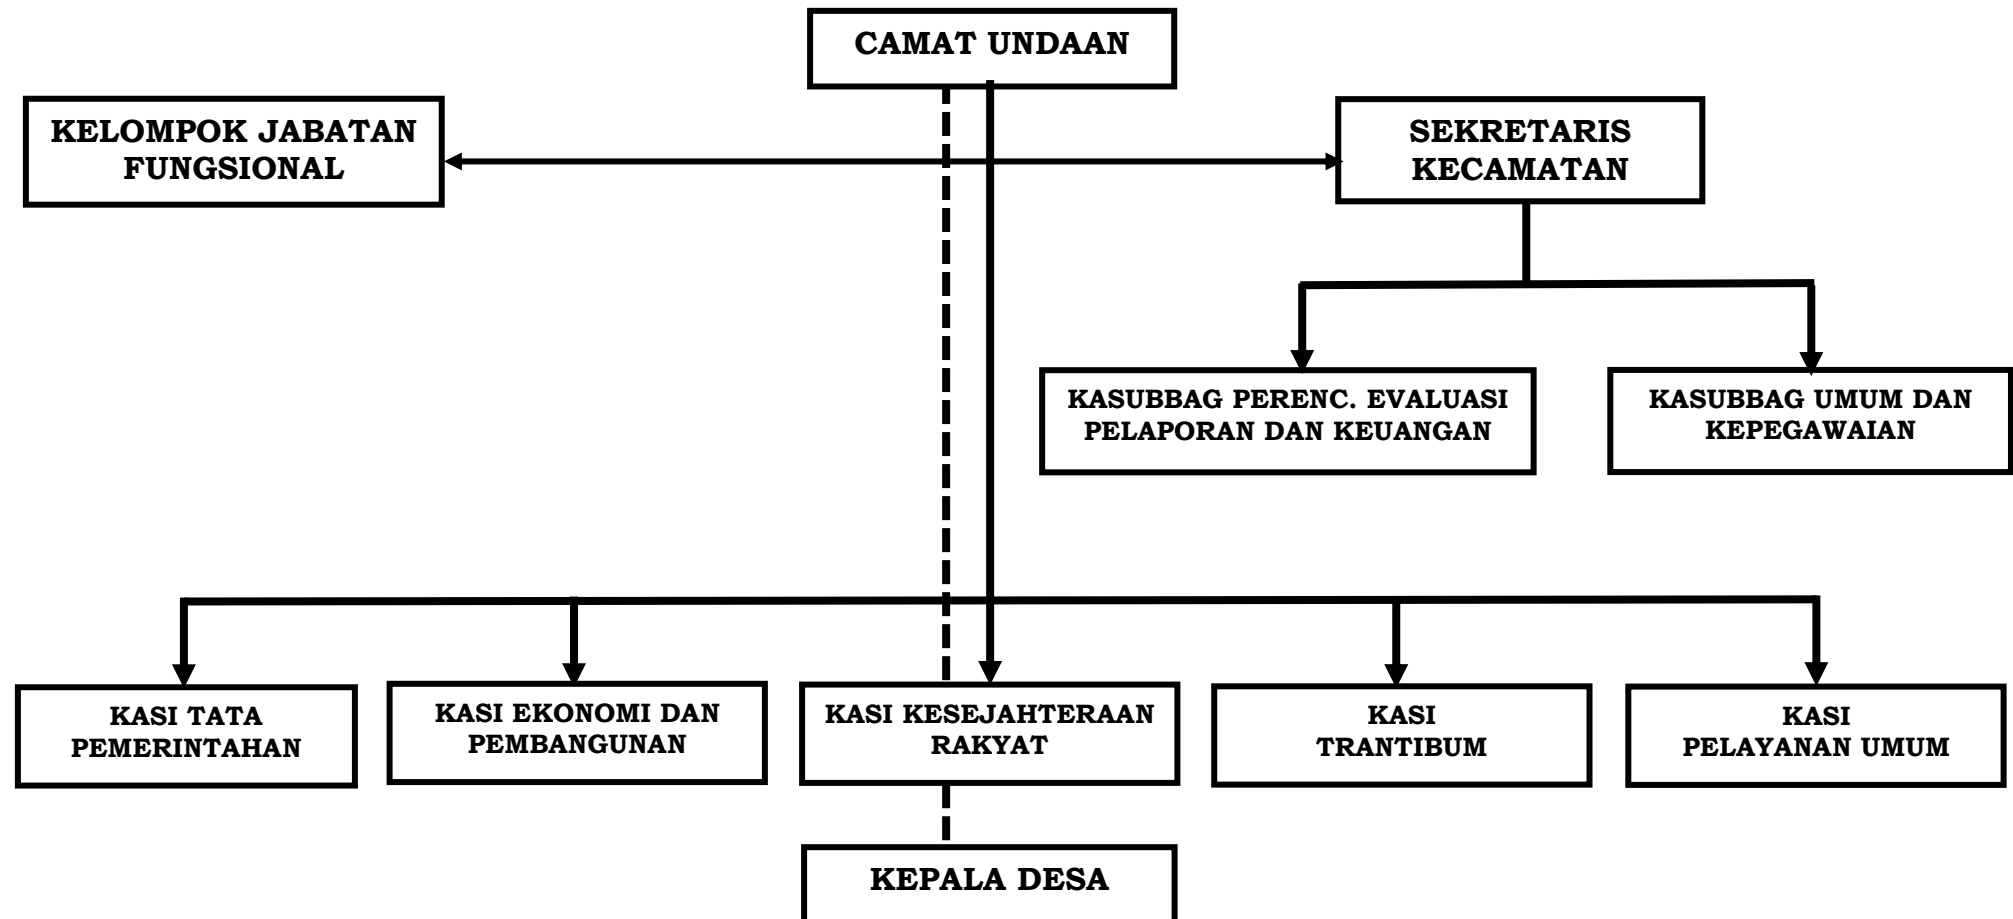 CAMAT UNDAAN
KELOMPOK JABATAN
FUNGSIONAL
SEKRETARIS
KECAMATAN
KASUBBAG PERENC. EVALUASI
PELAPORAN DAN KEUANGAN
KASUBBAG UMUM DAN
KEPEGAWAIAN
KASI TATA
PEMERINTAHAN
KASI EKONOMI DAN
PEMBANGUNAN
KASI KESEJAHTERAAN
RAKYAT
KASI
TRANTIBUM
KASI
PELAYANAN UMUM
KEPALA DESA